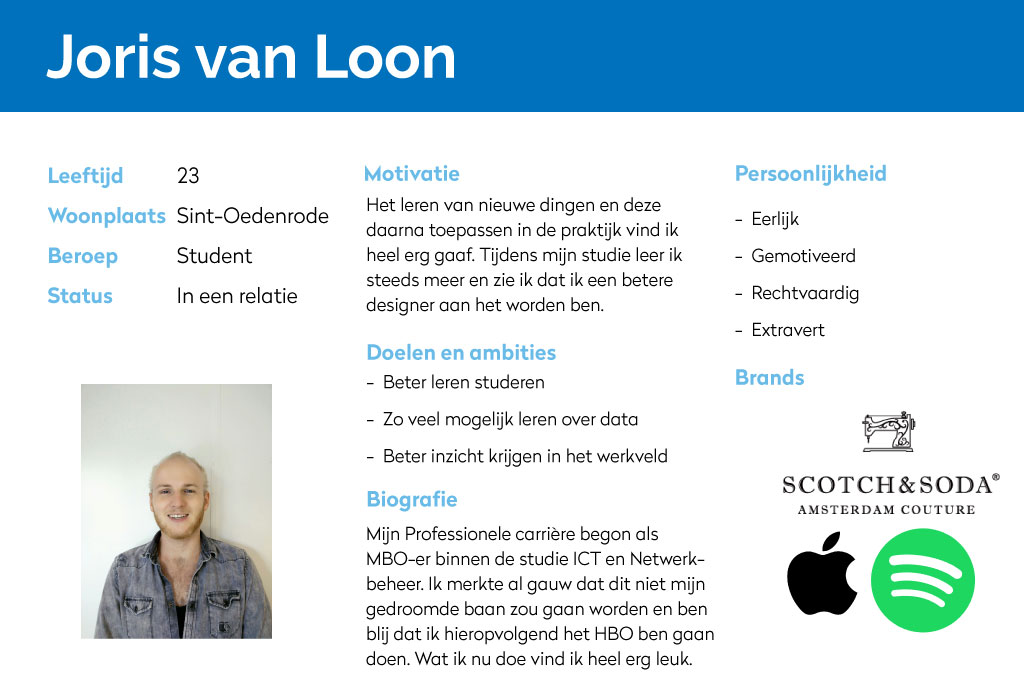 Joris van Loon
Leeftijd 23
Woonplaats Sint-Oedenrode
Beroep Student
Status In een relatie
Motivatie
Het leren van nieuwe dingen en deze
daarna toepassen in de praktijk vind ik
heel erg gaaf. Tijdens mijn studie leer ik
steeds meer en zie ik dat ik een betere
designer aan het worden ben.
Doelen en ambities
- Beter leren studeren
- Zo veel mogelijk leren over data
- Beter inzicht krijgen in het werkveld
Biografie
Mijn Professionele carrière begon als
MBO-er binnen de studie ICT en Netwerk-
beheer. Ik merkte al gauw dat dit niet mijn
gedroomde baan zou gaan worden en ben
blij dat ik hieropvolgend het HBO ben gaan
doen. Wat ik nu doe vind ik heel erg leuk.
Persoonlijkheid
- Eerlijk
- Gemotiveerd
- Rechtvaardig
- Extravert
Brands
SCOTCH & SODA®
AMSTERDAM COUTURE